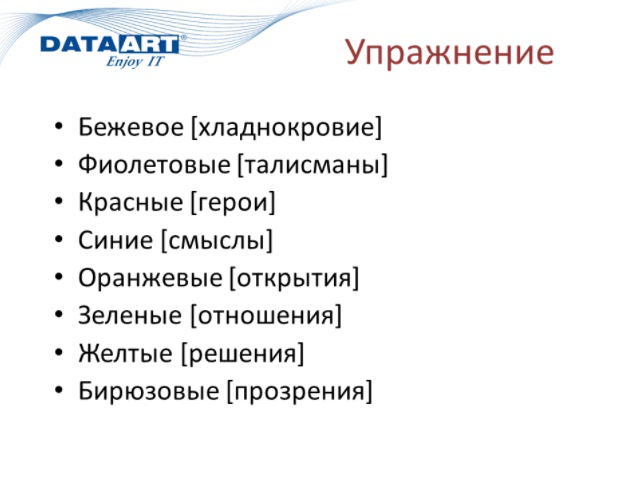 DATAART®
Enjoy IT
Упражнение
• Бежевое [хладнокровие]
• Фиолетовые [талисманы]
• Красные [герои]
• Синие [смыслы]
• Оранжевые [открытия]
• Зеленые [отношения]
• Желтые [решения]
• Бирюзовые [прозрения]